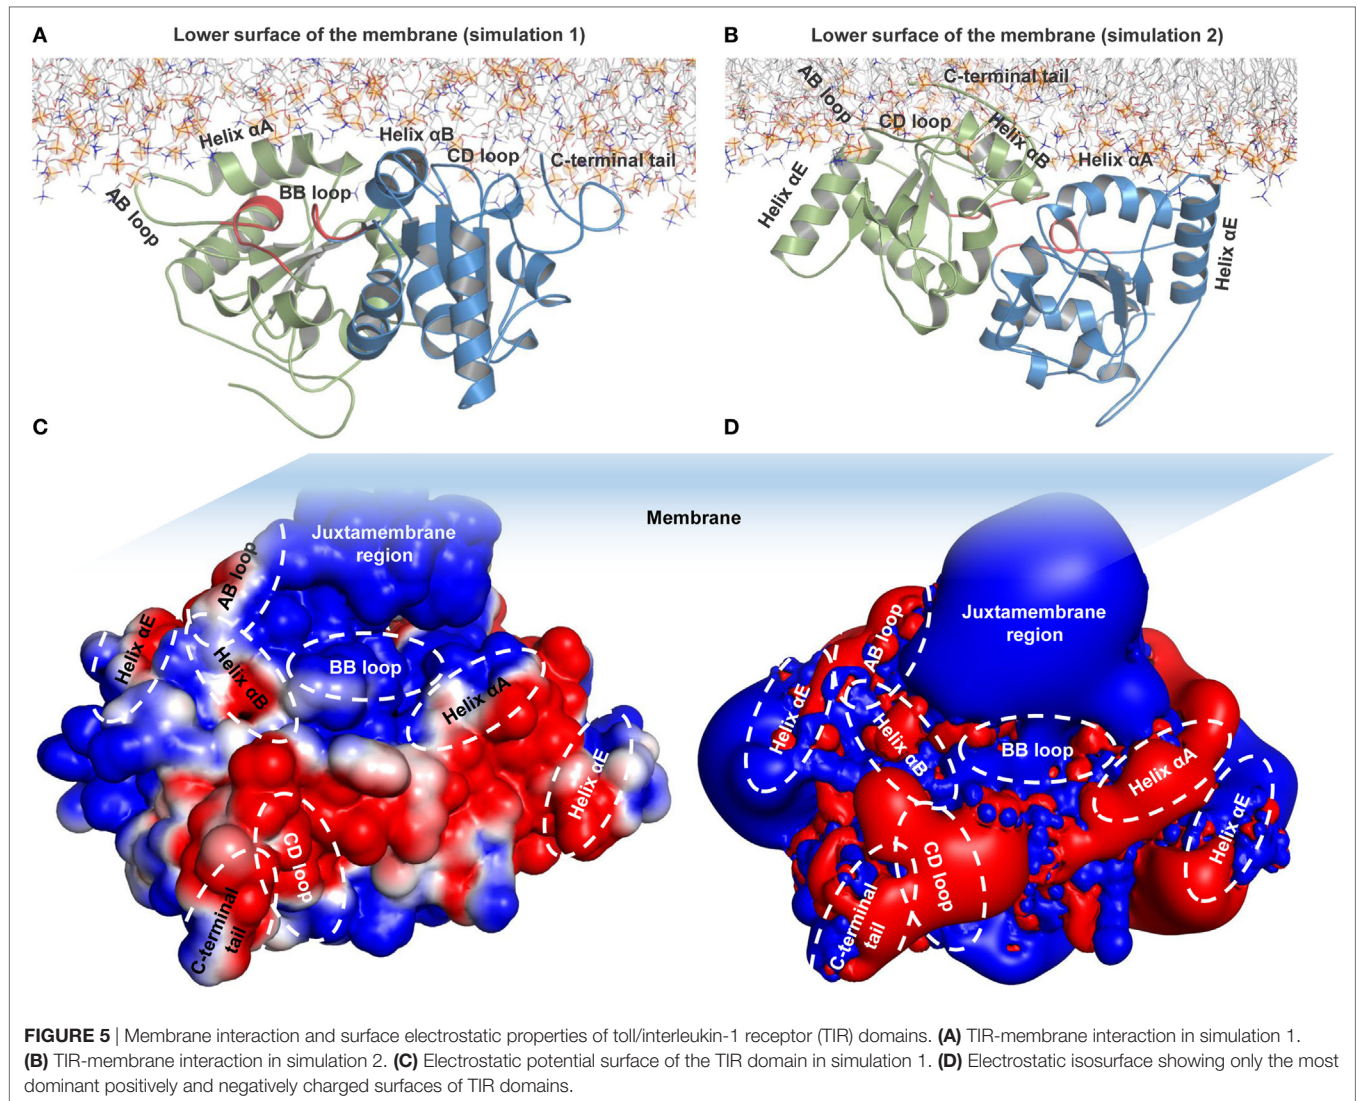 A
Lower surface of the membrane (simulation 1)
Helix αA
Helix αB
CD loop
C-terminal tail
BB loop
AB loop
B
Lower surface of the membrane (simulation 2)
C-terminal tail
AB loop
CD loop
Helix αB
Helix αA
Helix αE
Helix αE
C
D
Membrane
Juxtamembrane
region
AB loop
Helix αE
Helix αB
BB loop
Helix αA
Helix αE
CD loop
C-terminal
tail
Juxtamembrane
region
AB loop
Helix αE
Helix αB
BB loop
Helix αA
Helix αE
CD loop
C-terminal
tail
FIGURE 5 | Membrane interaction and surface electrostatic properties of toll/interleukin-1 receptor (TIR) domains. (A) TIR-membrane interaction in simulation 1.
(B) TIR-membrane interaction in simulation 2. (C) Electrostatic potential surface of the TIR domain in simulation 1. (D) Electrostatic isosurface showing only the most
dominant positively and negatively charged surfaces of TIR domains.